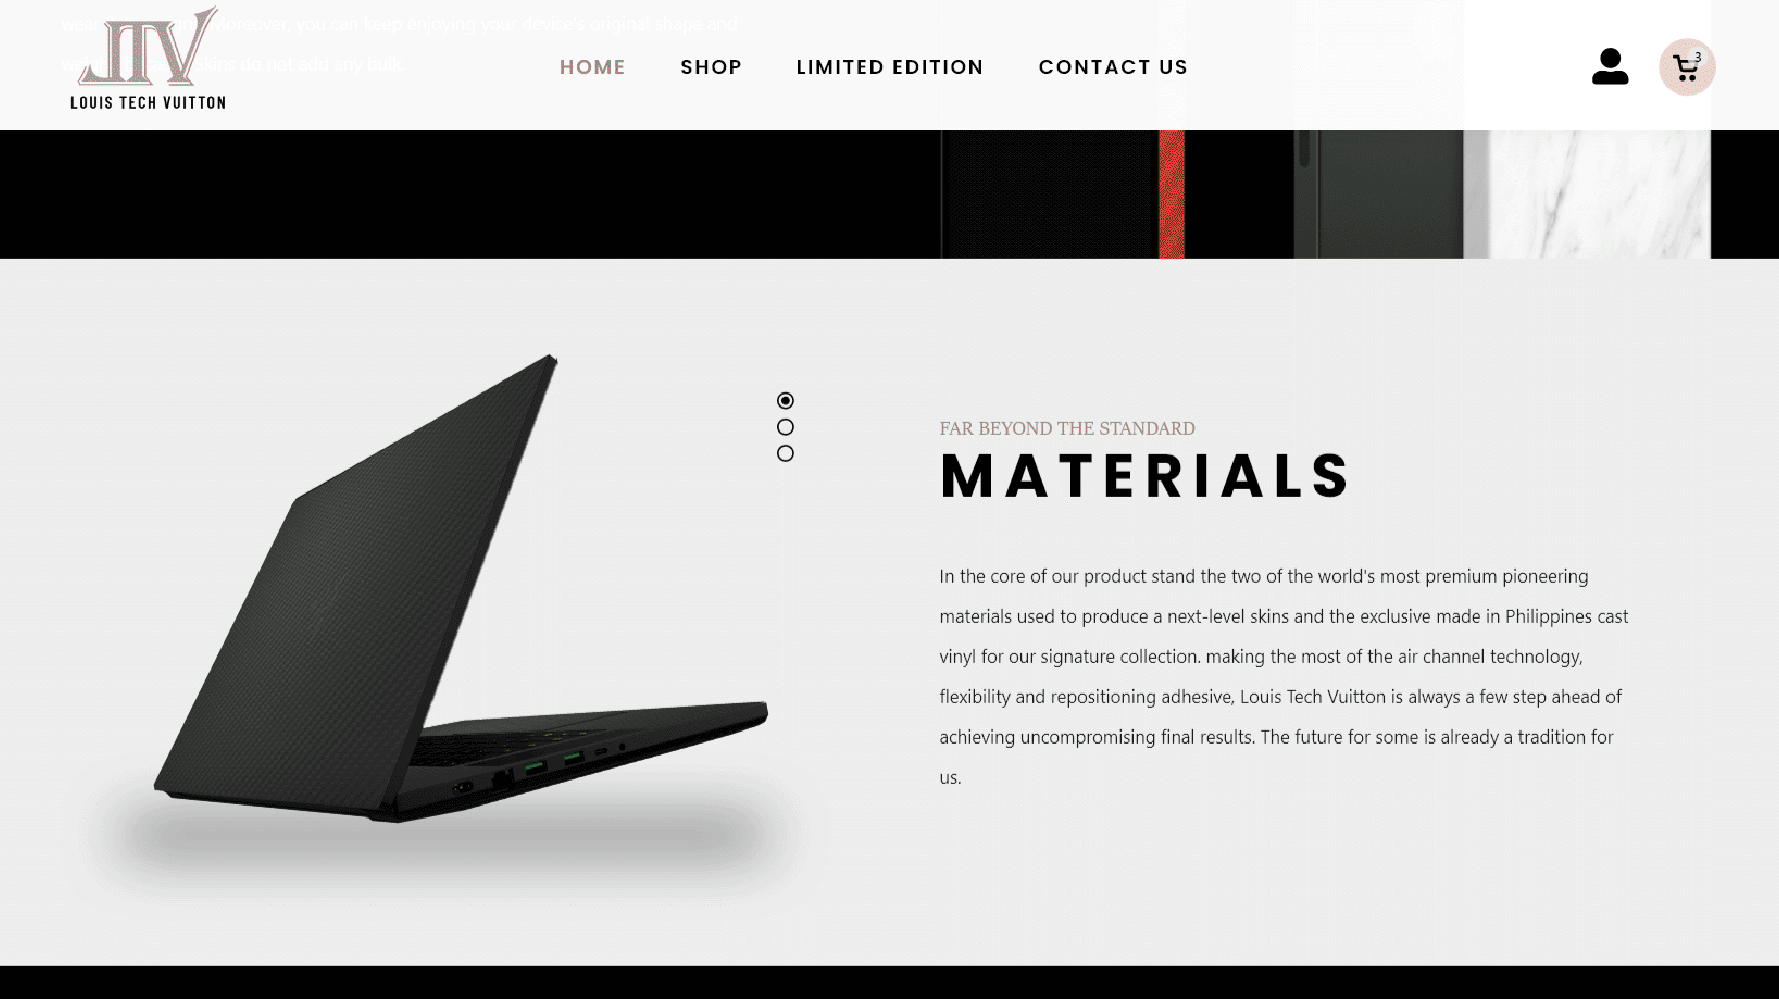 wear
Moreover, you can keep enjoying your device's original shape and
Skins do not add any bulk.
LTV
LOUIS TECH VUITTON
HOME
SHOP
LIMITED EDITION
CONTACT US
3
FAR BEYOND THE STANDARD
MATERIALS
In the core of our product stand the two of the world's most premium pioneering
materials used to produce a next-level skins and the exclusive made in Philippines cast
vinyl for our signature collection. making the most of the air channel technology,
flexibility and repositioning adhesive, Louis Tech Vuitton is always a few step ahead of
achieving uncompromising final results. The future for some is already a tradition for
us.